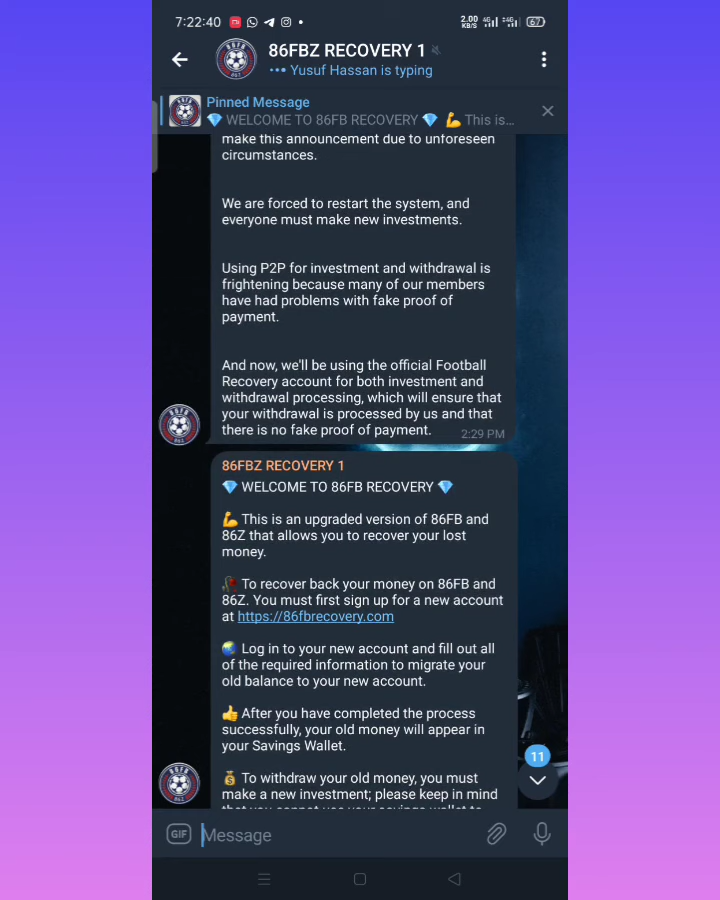 7:22:40
2.00
KB/S
4G
4G
67
86FBZ RECOVERY 1
Yusuf Hassan is typing
Pinned Message
💎 WELCOME TO 86FB RECOVERY 💎 💪 This is...
make this announcement due to unforeseen
circumstances.
We are forced to restart the system, and
everyone must make new investments.
Using P2P for investment and withdrawal is
frightening because many of our members
have had problems with fake proof of
payment.
And now, we'll be using the official Football
Recovery account for both investment and
withdrawal processing, which will ensure that
your withdrawal is processed by us and that
there is no fake proof of payment.
2:29 PM
86FBZ RECOVERY 1
💎 WELCOME TO 86FB RECOVERY 💎
💪 This is an upgraded version of 86FB and
86Z that allows you to recover your lost
money.
🥀 To recover back your money on 86FB and
86Z. You must first sign up for a new account
at https://86fbrecovery.com
🌏 Log in to your new account and fill out all
of the required information to migrate your
old balance to your new account.
👍 After you have completed the process
successfully, your old money will appear in
your Savings Wallet.
11
💰 To withdraw your old money, you must
make a new investment; please keep in mind
that you cannot use your savings wallet to
GIF
Message